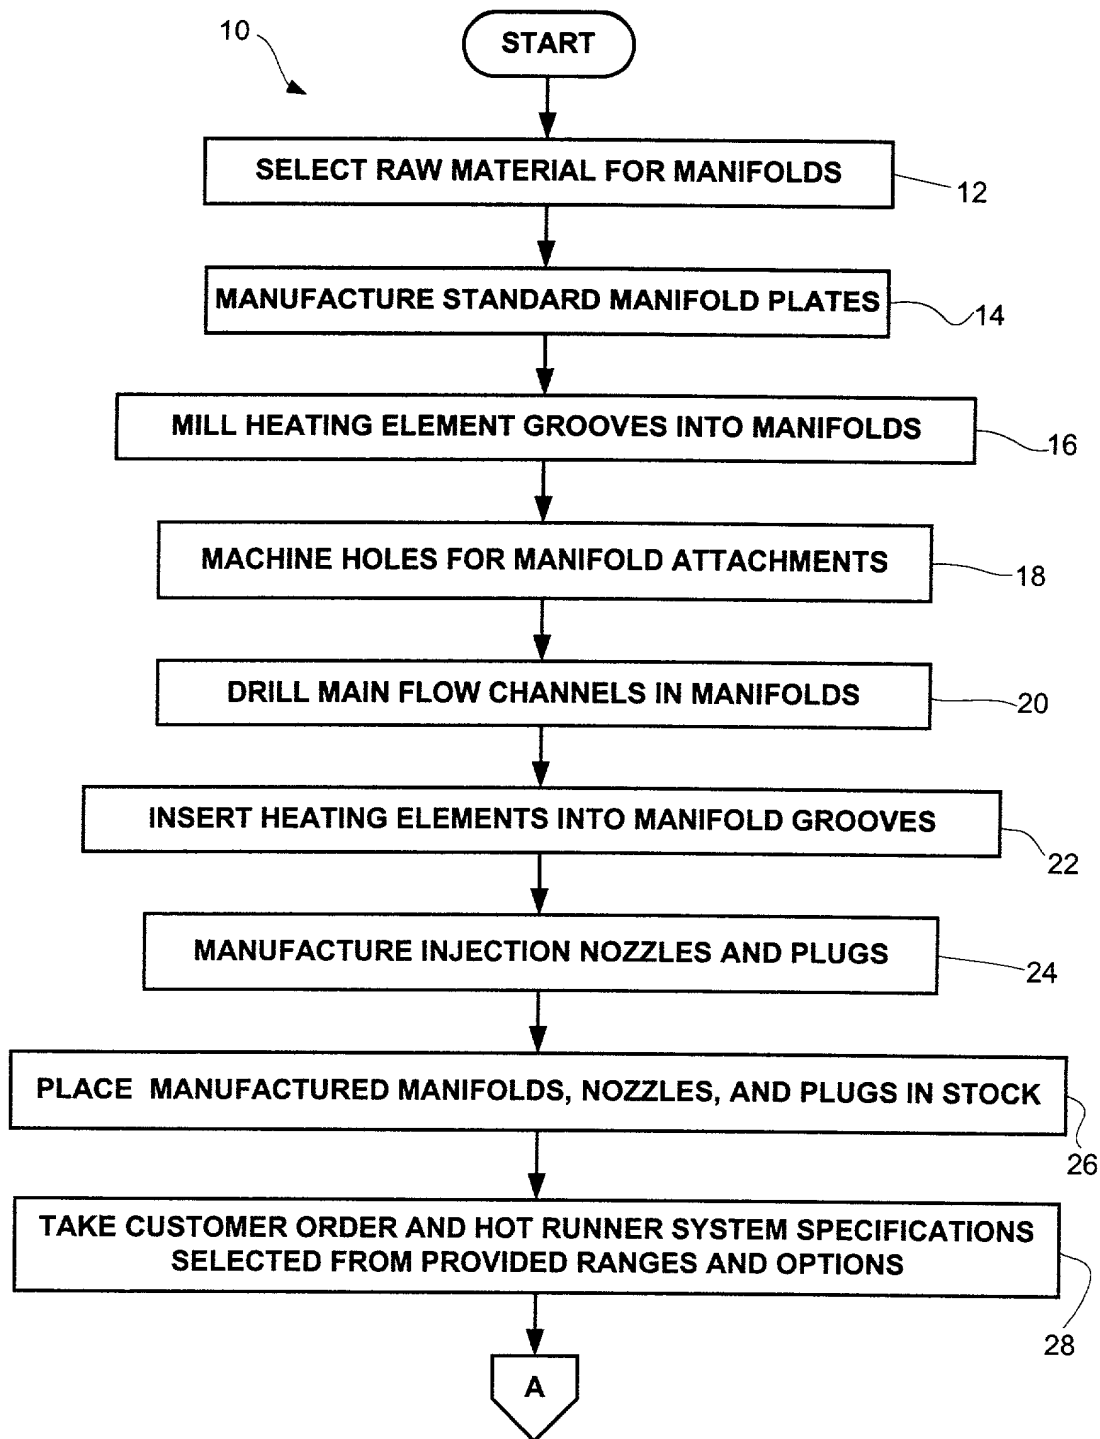 10
START
SELECT RAW MATERIAL FOR MANIFOLDS
12
MANUFACTURE STANDARD MANIFOLD PLATES
14
MILL HEATING ELEMENT GROOVES INTO MANIFOLDS
16
MACHINE HOLES FOR MANIFOLD ATTACHMENTS
18
DRILL MAIN FLOW CHANNELS IN MANIFOLDS
20
INSERT HEATING ELEMENTS INTO MANIFOLD GROOVES
22
MANUFACTURE INJECTION NOZZLES AND PLUGS
24
PLACE MANUFACTURED MANIFOLDS, NOZZLES, AND PLUGS IN STOCK
26
TAKE CUSTOMER ORDER AND HOT RUNNER SYSTEM SPECIFICATIONS
SELECTED FROM PROVIDED RANGES AND OPTIONS
28
A